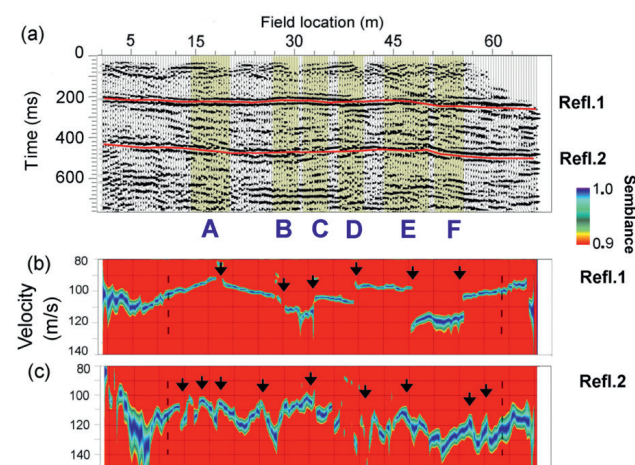 Field location (m)
(a)
5 15 30 45 60
0
200
400
600
Time (ms)
Refl.1
Refl.2
A B C D E F
1.0
0.9
Semblance
(b)
80
100
120
140
Refl.1
Velocity
m/s)
(c)
80
100
120
140
Refl.2